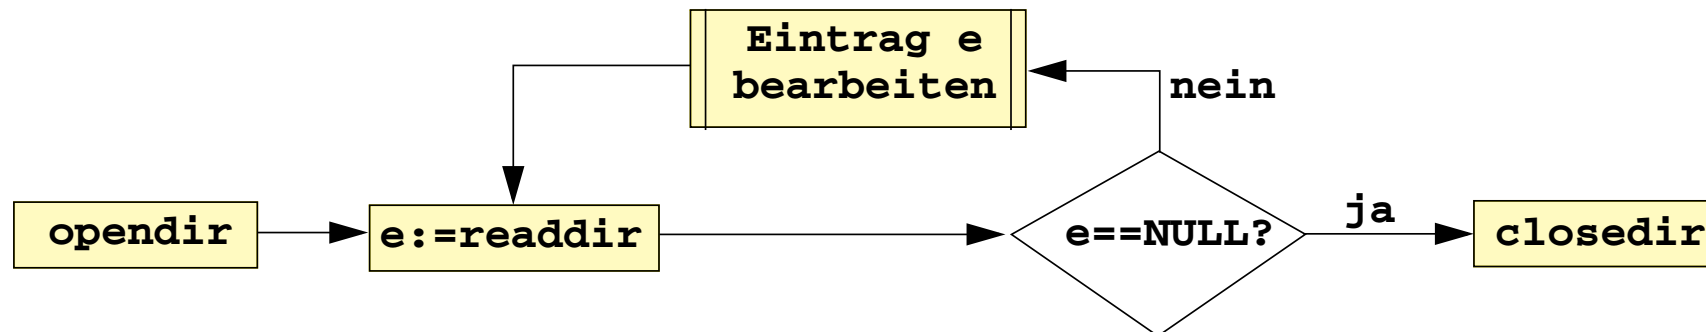 Eintrag e
bearbeiten
nein
opendir
e:=readdir
e==NULL?
ja
closedir